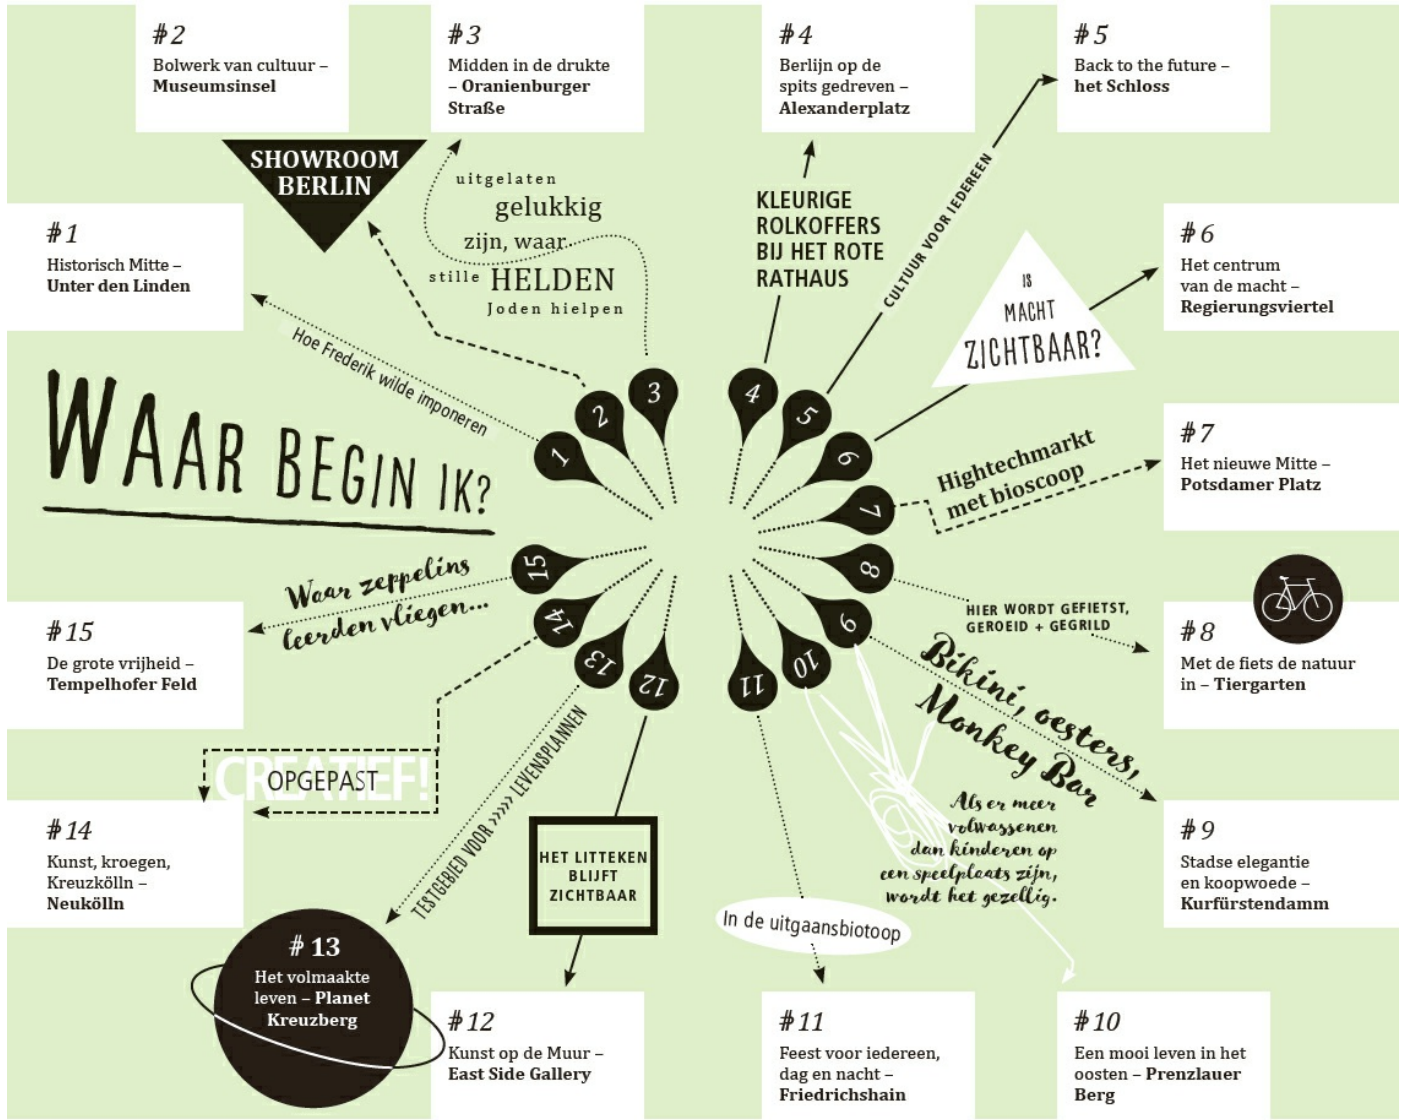 #2
Bolwerk van cultuur –
Museumsinsel
#3
Midden in de drukte
– Oranienburger
Straße
#4
Berlijn op de
spits gedreven –
Alexanderplatz
#5
Back to the future –
het Schloss
SHOWROOM
BERLIN
uitgelaten
gelukkig
zijn, waar
stille HELDEN
Joden hielpen
KLEURIGE
ROLKOFFERS
BIJ HET ROTE
RATHAUS
CULTUUR VOOR IEDEREEN
#1
Historisch Mitte –
Unter den Linden
Hoe Frederik wilde imponeren
IS
MACHT
ZICHTBAAR?
#6
Het centrum
van de macht –
Regierungsviertel
WAAR BEGIN IK?
1
2
3
4
5
6
7
8
9
10
11
12
13
14
15
Hightechmarkt
met bioscoop
#7
Het nieuwe Mitte –
Potsdamer Platz
HIER WORDT GEFIETST,
GEROEID + GEGRILD
#8
Met de fiets de natuur
in – Tiergarten
Waar zeppelins
leerden vliegen...
#15
De grote vrijheid –
Tempelhofer Feld
Bikini, oesters,
Monkey Bar
#9
Stadse elegantie
en koopwoede –
Kurfürstendamm
CREATIEF!
OPGEPAST
#14
Kunst, kroegen,
Kreuzkölln –
Neukölln
TESTGEBIED VOOR >>>>> LEVENSPLANNEN
HET LITTEKEN
BLIJFT
ZICHTBAAR
Als er meer
volwassenen
dan kinderen op
een speelplaats zijn,
wordt het gezellig.
In de uitgaansbiotoop
#13
Het volmaakte
leven – Planet
Kreuzberg
#12
Kunst op de Muur –
East Side Gallery
#11
Feest voor iedereen,
dag en nacht –
Friedrichshain
#10
Een mooi leven in het
oosten – Prenzlauer
Berg